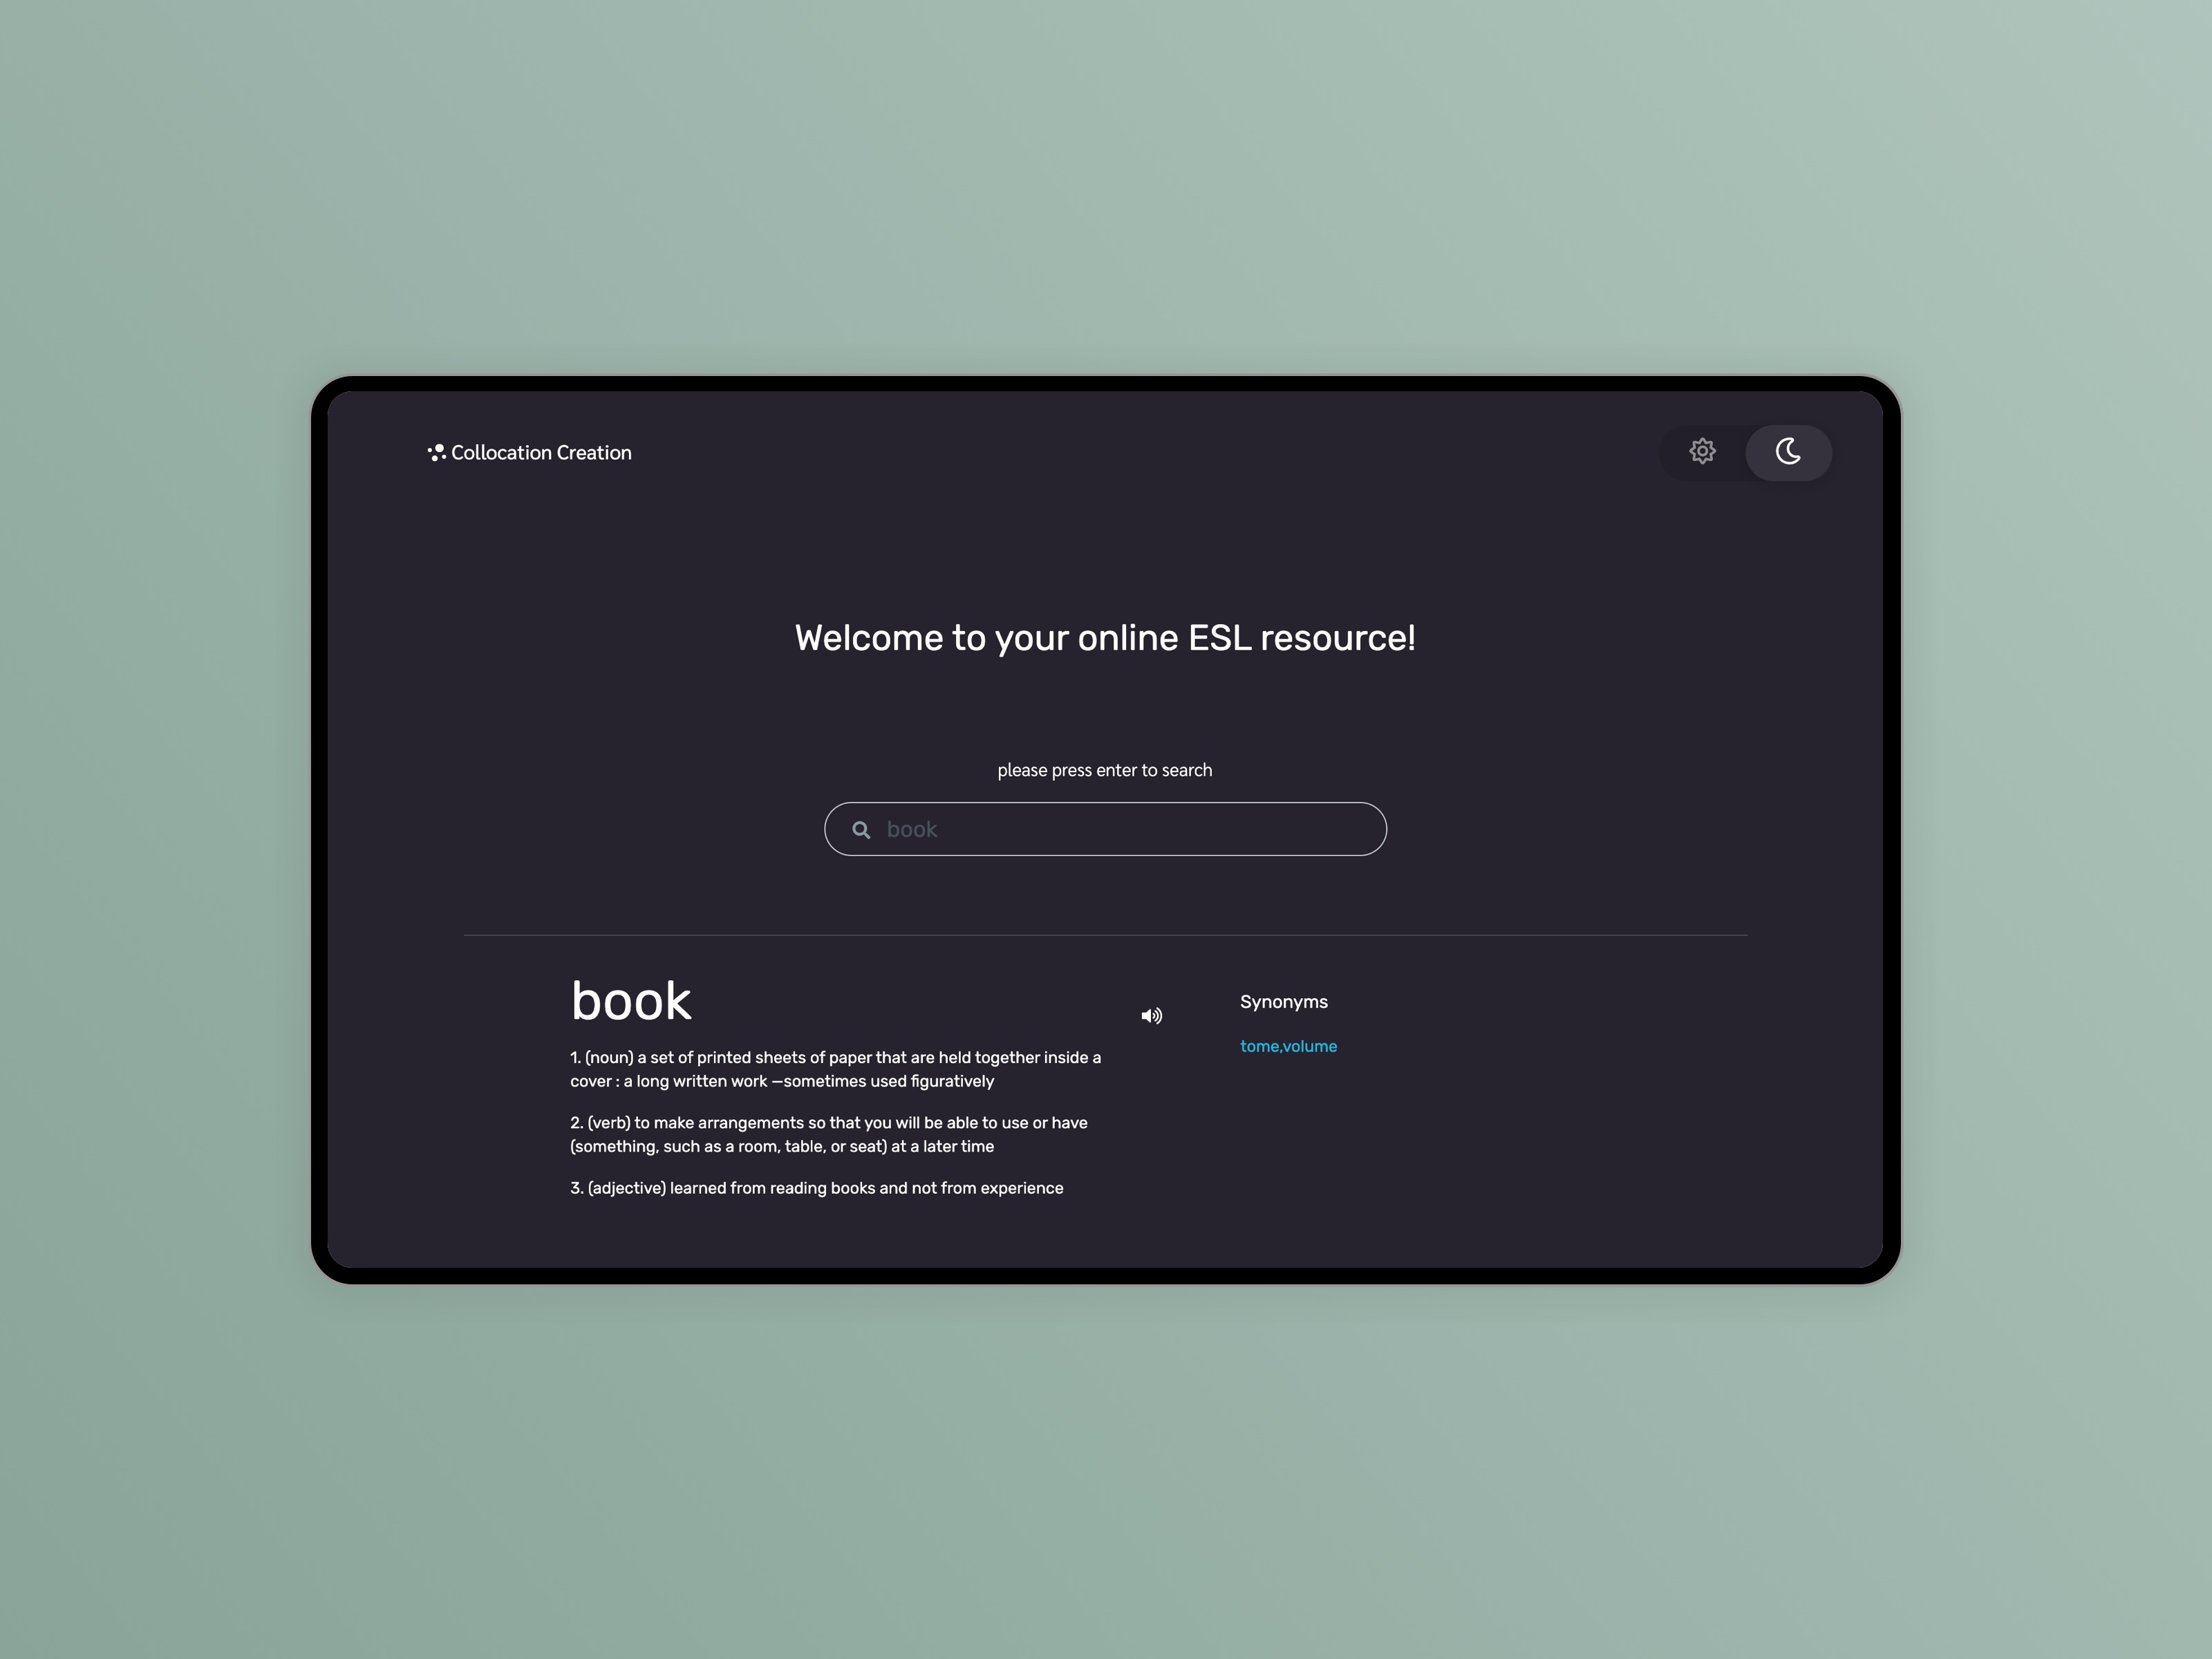 Collocation Creation
Welcome to your online ESL resource!
please press enter to search
book
book
Synonyms
tome,volume
1. (noun) a set of printed sheets of paper that are held together inside a
cover : a long written work —sometimes used figuratively
2. (verb) to make arrangements so that you will be able to use or have
(something, such as a room, table, or seat) at a later time
3. (adjective) learned from reading books and not from experience